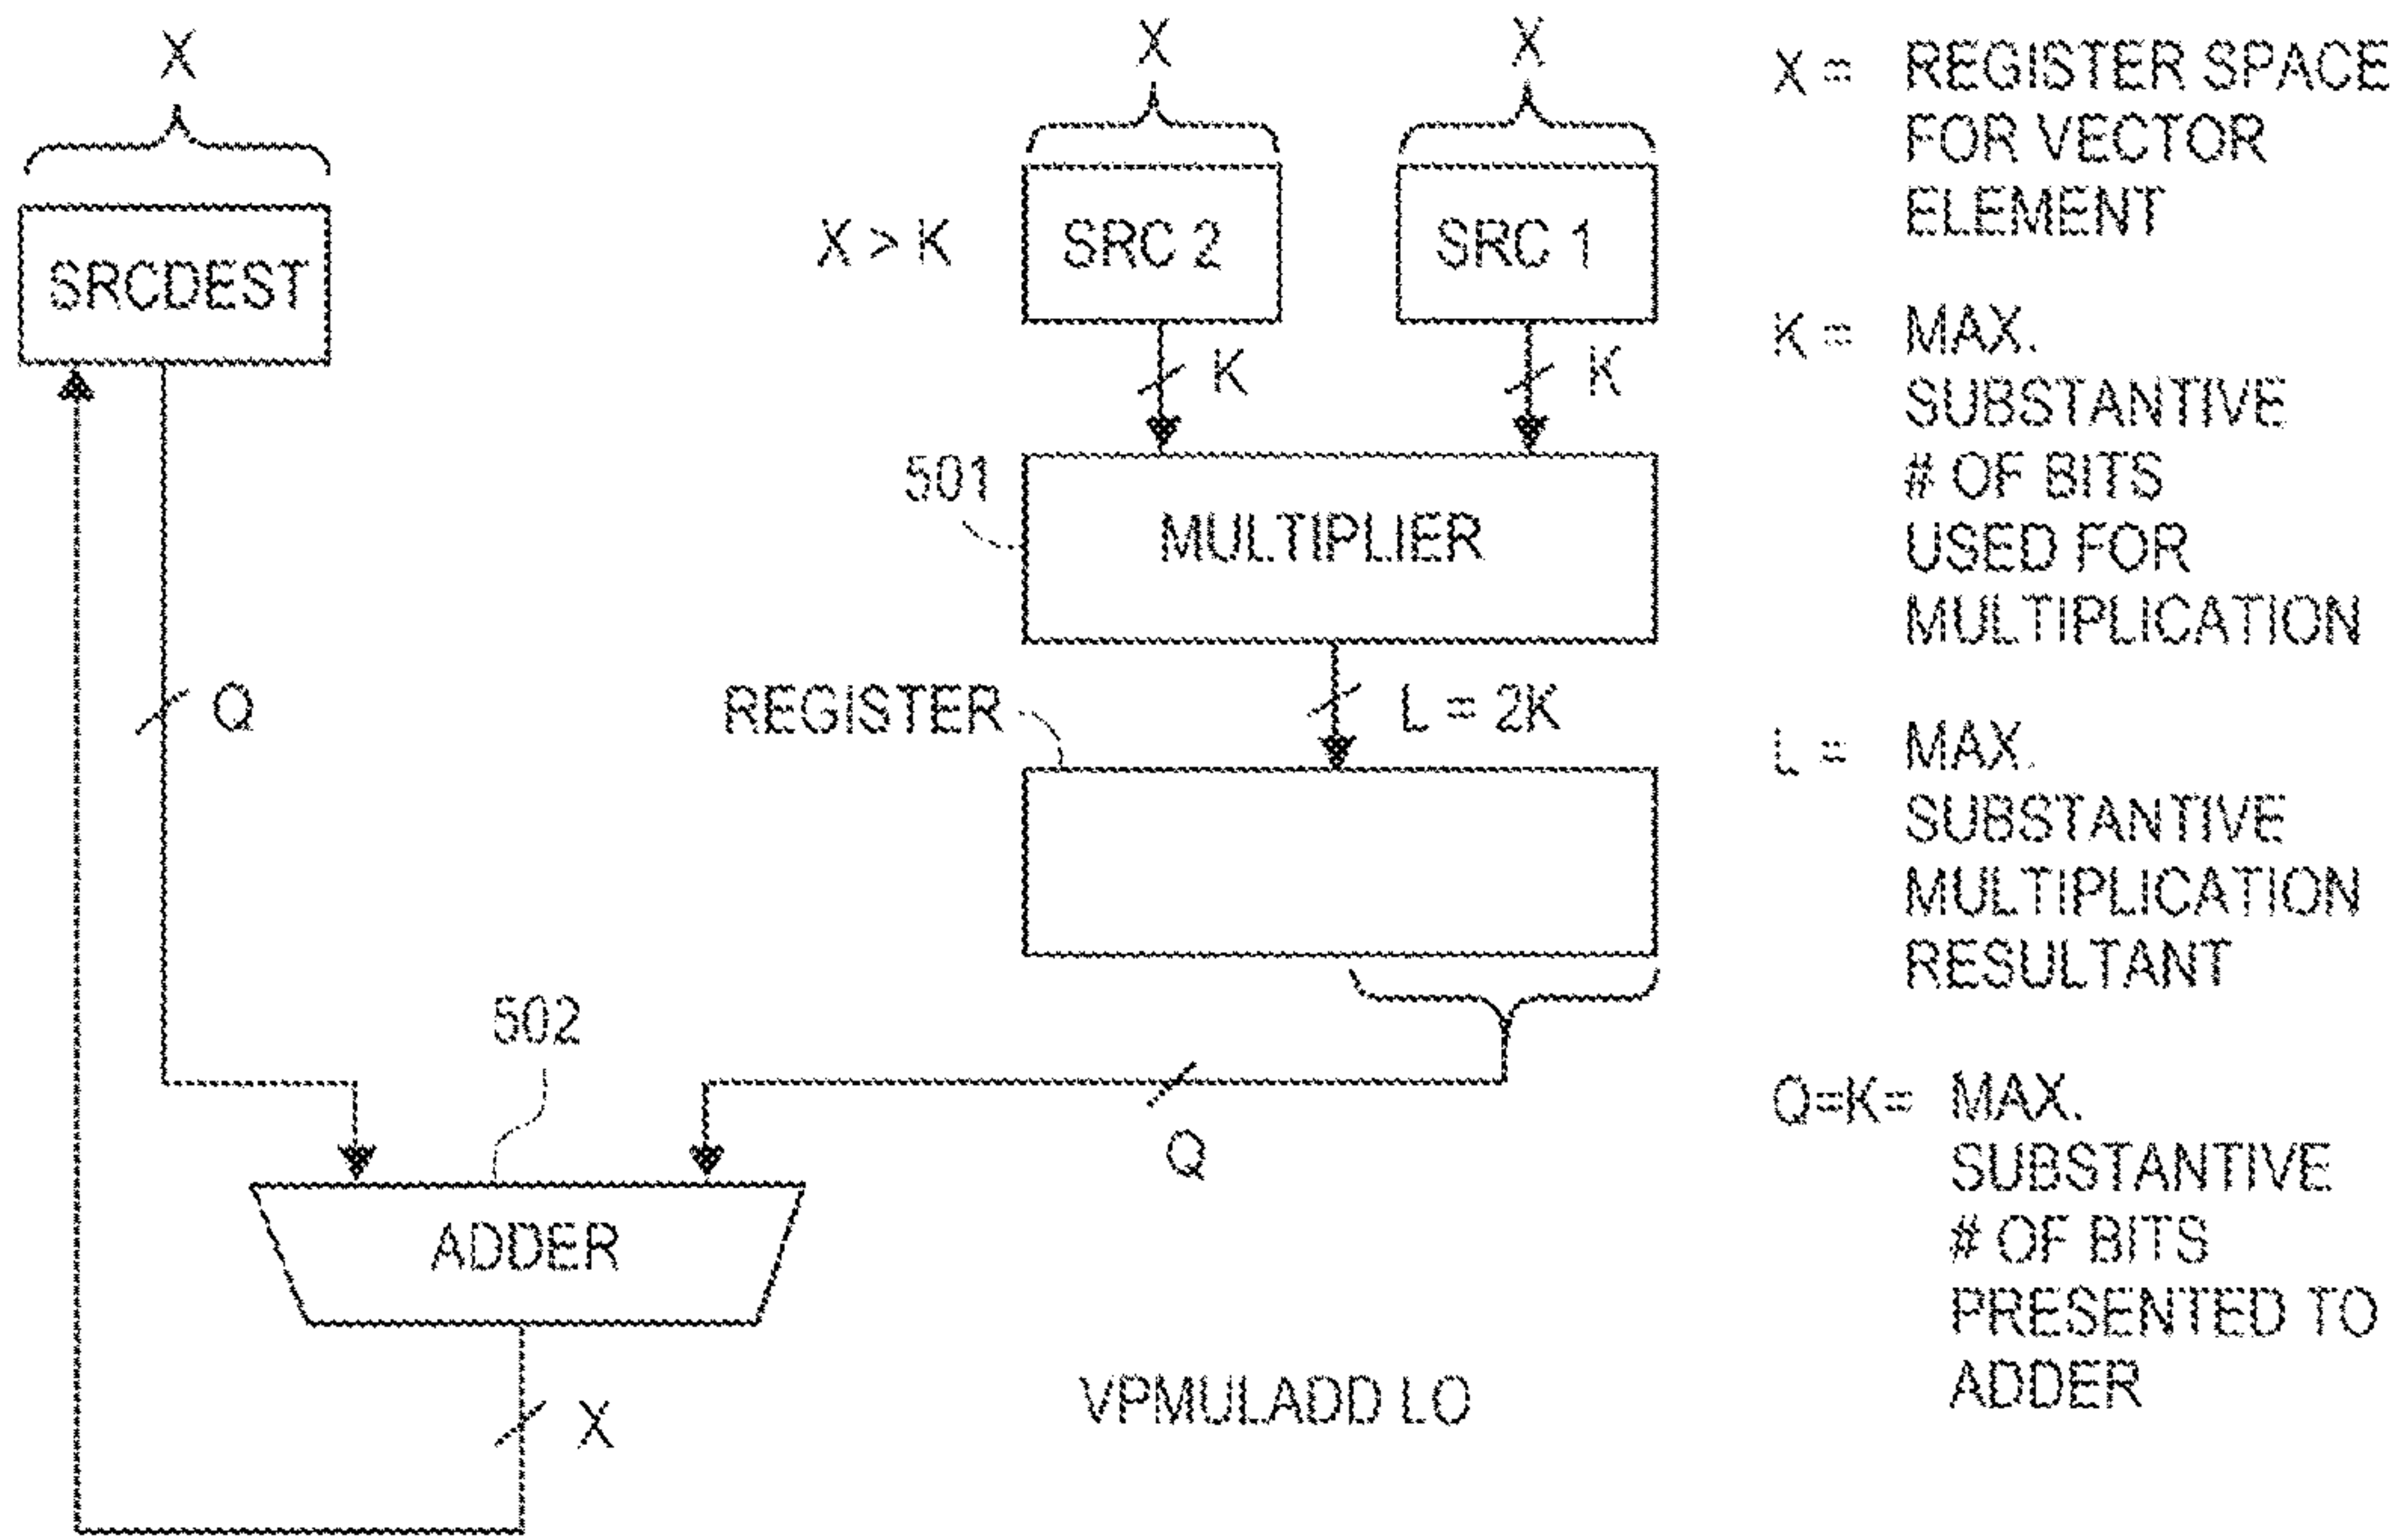 X
X
X
SRCDEST
X > K
SRC 2
SRC 1
K
K
501
MULTIPLIER
Q
REGISTER
L = 2K
502
Q
ADDER
X
VPMULADD LO
X = REGISTER SPACE
FOR VECTOR
ELEMENT
K = MAX.
SUBSTANTIVE
# OF BITS
USED FOR
MULTIPLICATION
L = MAX.
SUBSTANTIVE
MULTIPLICATION
RESULTANT
Q=K= MAX.
SUBSTANTIVE
# OF BITS
PRESENTED TO
ADDER